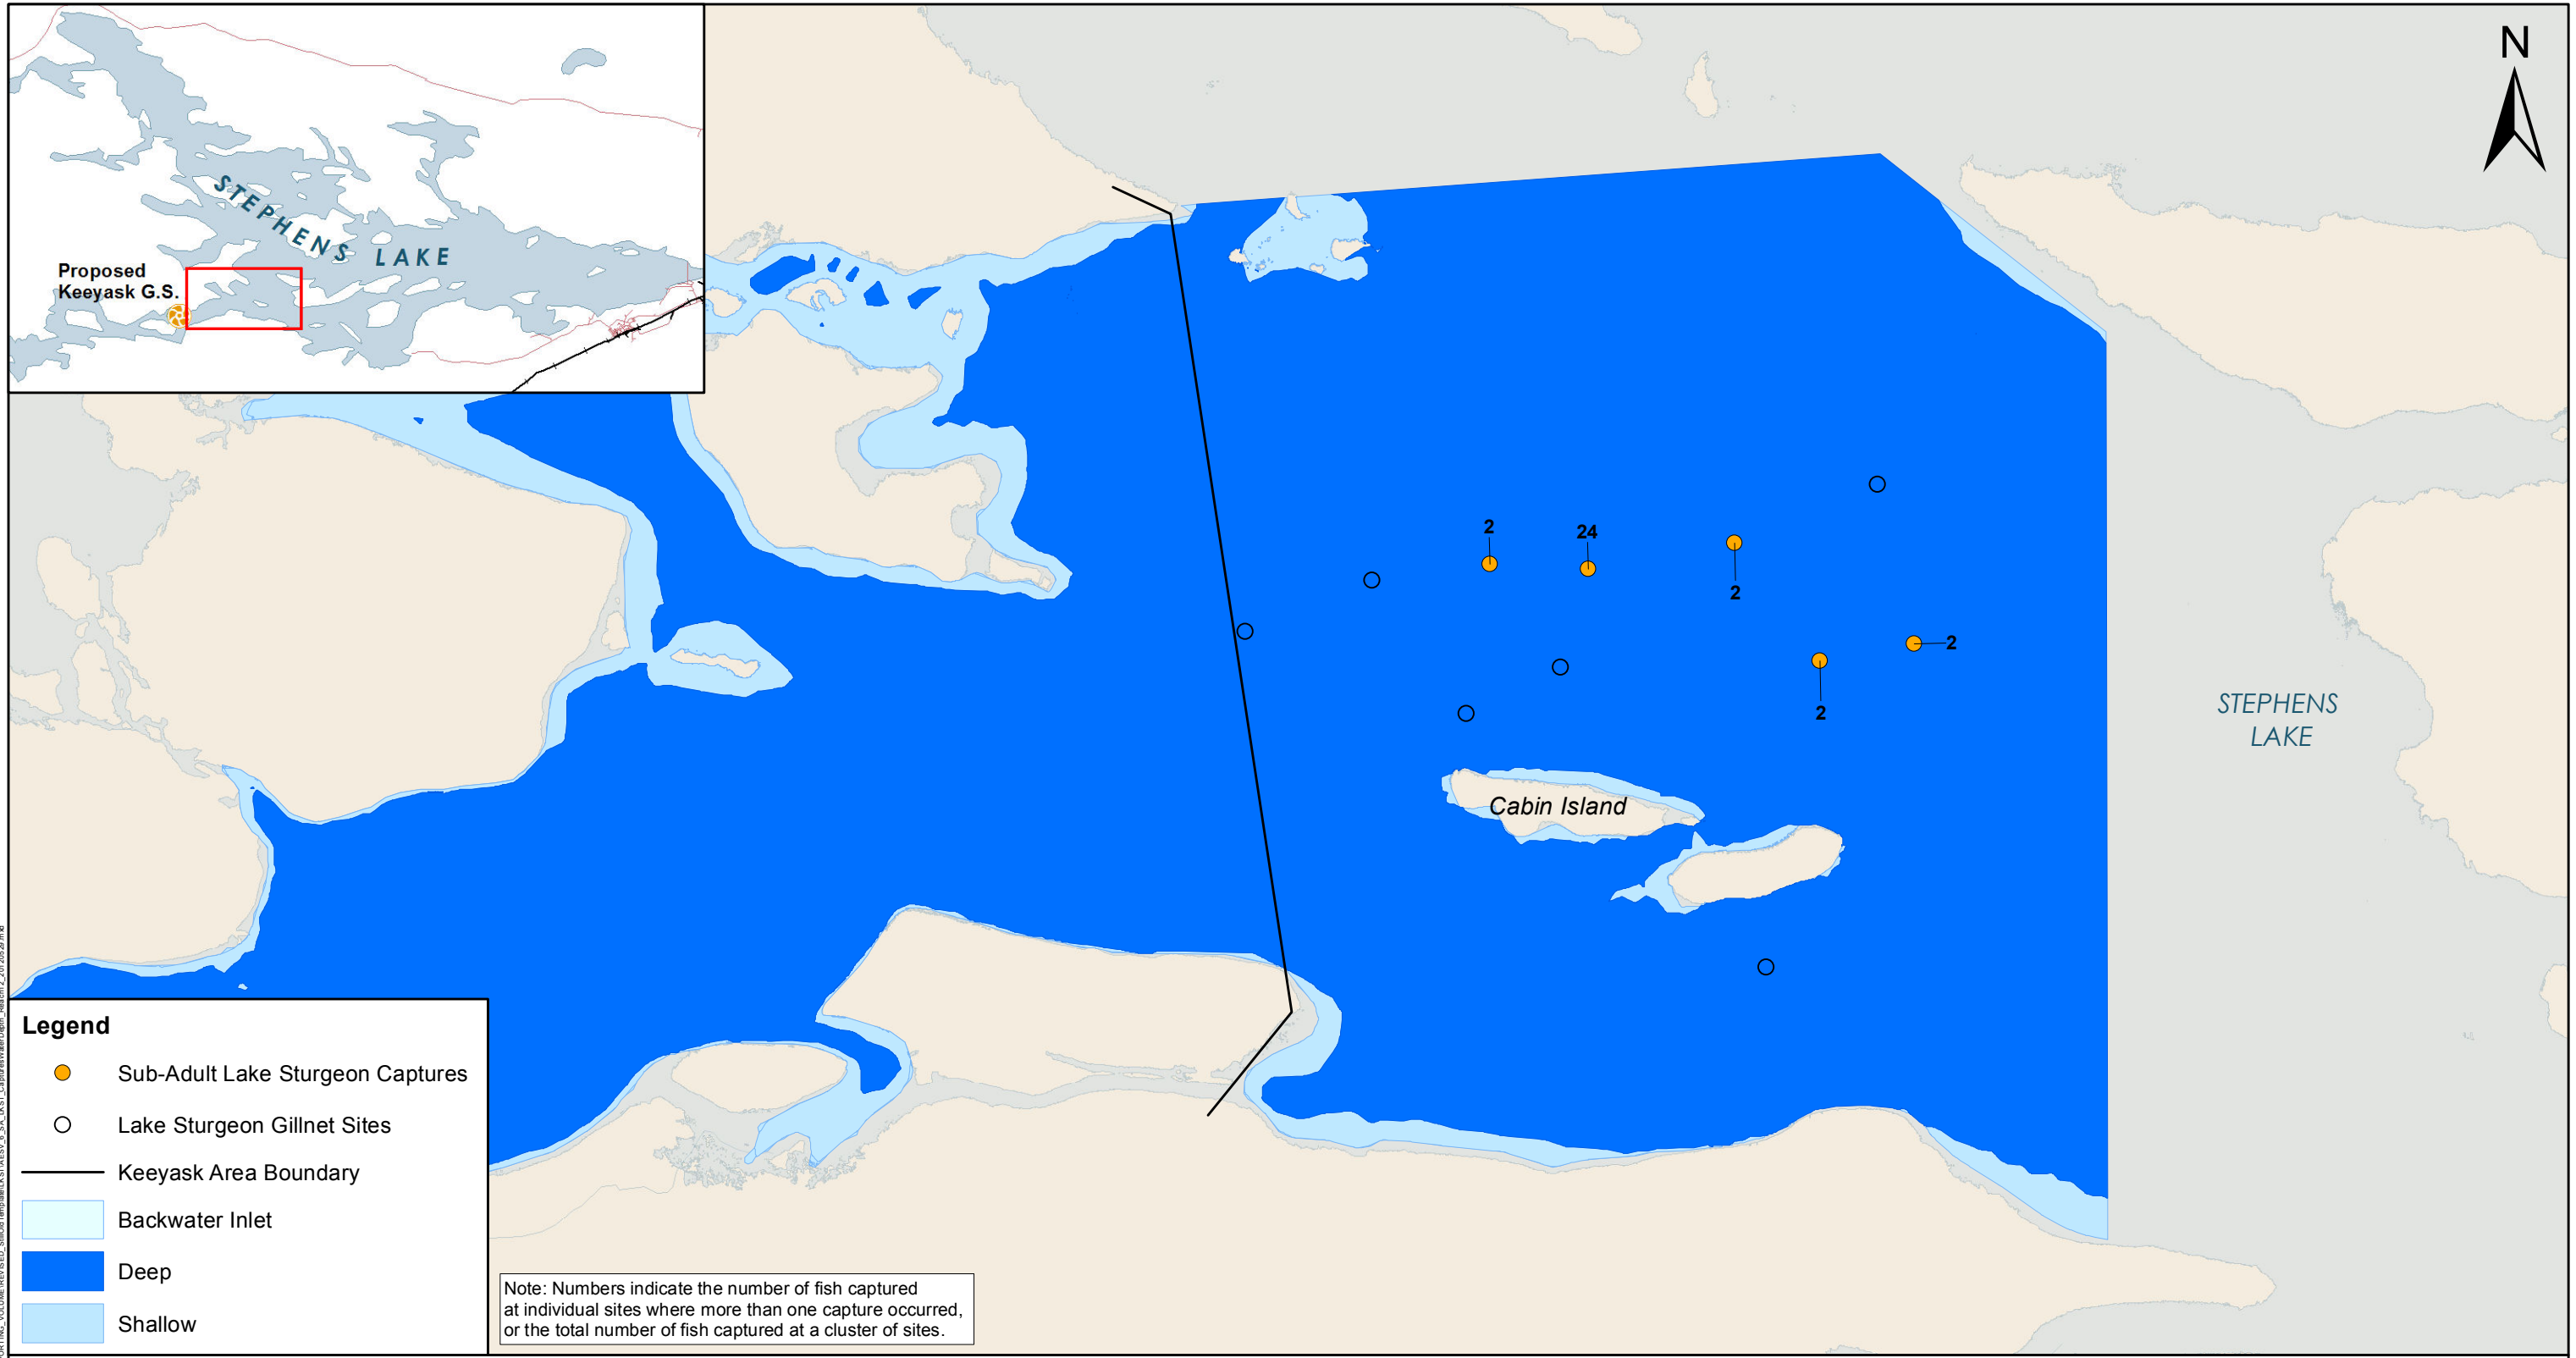 STEPHENS LAKE
Proposed
Keeyask G.S.
N
2
24
2
2
2
STEPHENS
LAKE
Cabin Island
Legend
Sub-Adult Lake Sturgeon Captures
Lake Sturgeon Gillnet Sites
Keeyask Area Boundary
Backwater Inlet
Deep
Shallow
Note: Numbers indicate the number of fish captured
at individual sites where more than one capture occurred,
or the total number of fish captured at a cluster of sites.